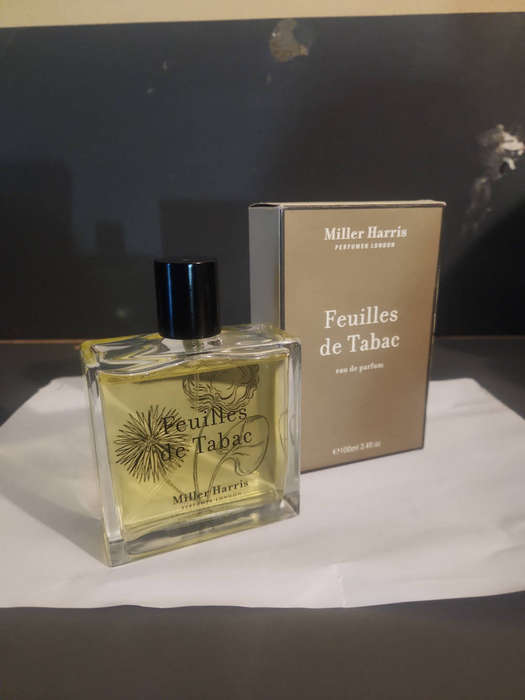 Miller Harris
PERFUMER LONDON
Feuilles
de Tabac
eau de parfum
℮100ml 3.4fl oz
Feuilles
de Tabac
Miller Harris
PERFUMER LONDON